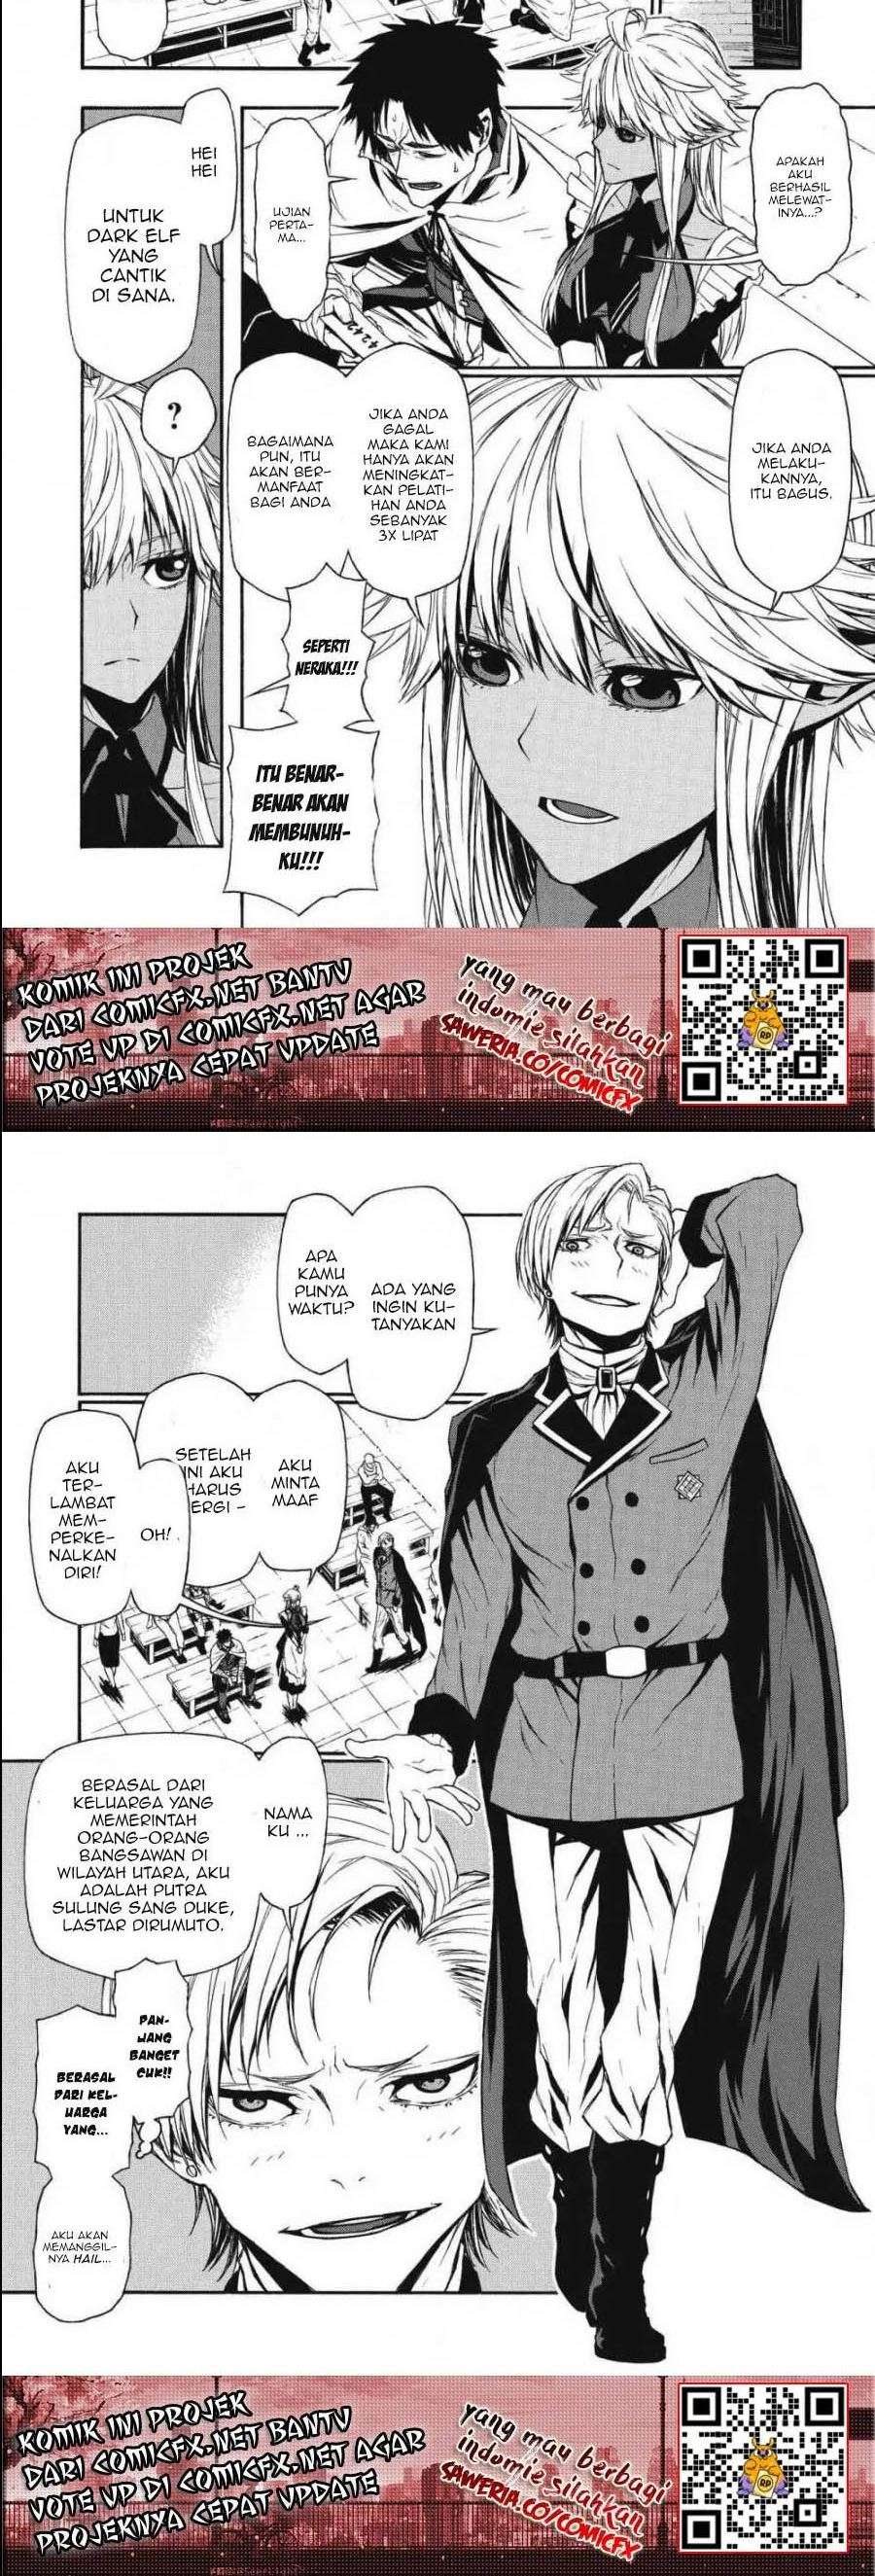 APAKAH
AKU
BERHASIL
MELEWAT-
NYA...?
UJIAN
PERTA-
MA...
4242
JIKA ANDA
MELAKU-
KANNYA,
ITU BAGUS.
JIKA ANDA
GAGAL
MAKA KAMI
HANYA AKAN
MENINGKAT-
KAN PELATI-
HAN ANDA
SEBANYAK
3X LIPAT
BAGAIMANA
PUN, ITU
AKAN BER-
MANFAAT
BAGI ANDA
SEPERTI
NERAKA!!!
ITU BENAR-
BENAR AKAN
MEMBUNUH-
KU!!!
HEI
HEI
UNTUK
DARK ELF
YANG
CANTIK
DI SANA.
?
KOMIK INI PROJEK
DARI COMICFX.NET BANTU
VOTE UP DI COMICFX.NET AGAR
PROJEKNYA CEPAT UPDATE
yang mau berbagi
indomie silahkan
SAWERIA.CO/COMICFX
RP
ADA YANG
INGIN KU-
TANYAKAN
APA
KAMU
PUNYA
WAKTU?
AKU
MINTA
MAAF
SETELAH
INI AKU
HARUS
ERGI -
OH!
AKU
TER-
LAMBAT
MEM-
PERKE-
NALKAN
DIRI!
NAMA
KU ...
BERASAL DARI
KELUARGA YANG
MEMERINTAH
ORANG-ORANG
BANGSAWAN DI
WILAYAH UTARA, AKU
ADALAH PUTRA
SULUNG SANG DUKE,
LASTAR DIRUMUTO.
PAN-
JANG
BANGET
CUK!!
BERASAL
DARI KEL-
UARGA
YANG...
AKU AKAN
MEMANGGIL-
NYA HAIL...
KOMIK INI PROJEK
DARI COMICFX.NET BANTU
VOTE UP DI COMICFX.NET AGAR
PROJEKNYA CEPAT UPDATE
yang mau berbagi
indomie silahkan
SAWERIA.CO/COMICFX
RP